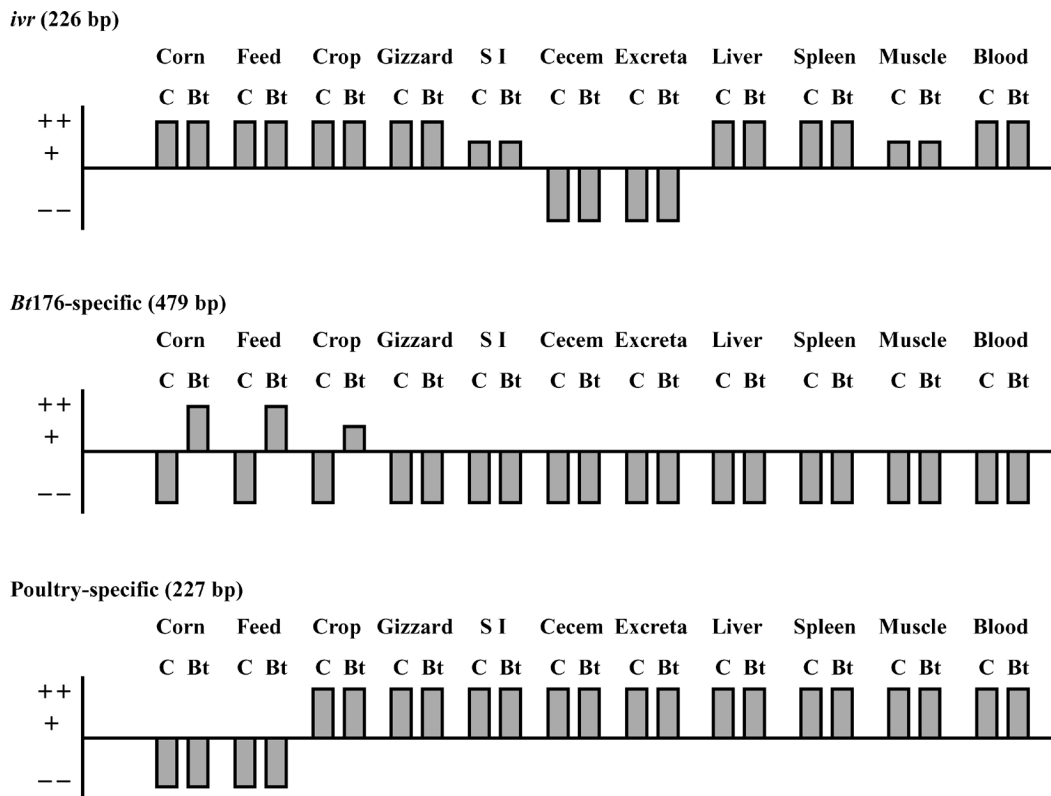 ivr (226 bp)
Corn Feed Crop Gizzard S I Cecem Excreta Liver Spleen Muscle Blood
C Bt C Bt C Bt C Bt C Bt C Bt C Bt C Bt C Bt C Bt C Bt
++
+
−−
Bt176-specific (479 bp)
Corn Feed Crop Gizzard S I Cecem Excreta Liver Spleen Muscle Blood
C Bt C Bt C Bt C Bt C Bt C Bt C Bt C Bt C Bt C Bt C Bt
++
+
−−
Poultry-specific (227 bp)
Corn Feed Crop Gizzard S I Cecem Excreta Liver Spleen Muscle Blood
C Bt C Bt C Bt C Bt C Bt C Bt C Bt C Bt C Bt C Bt C Bt
++
+
−−